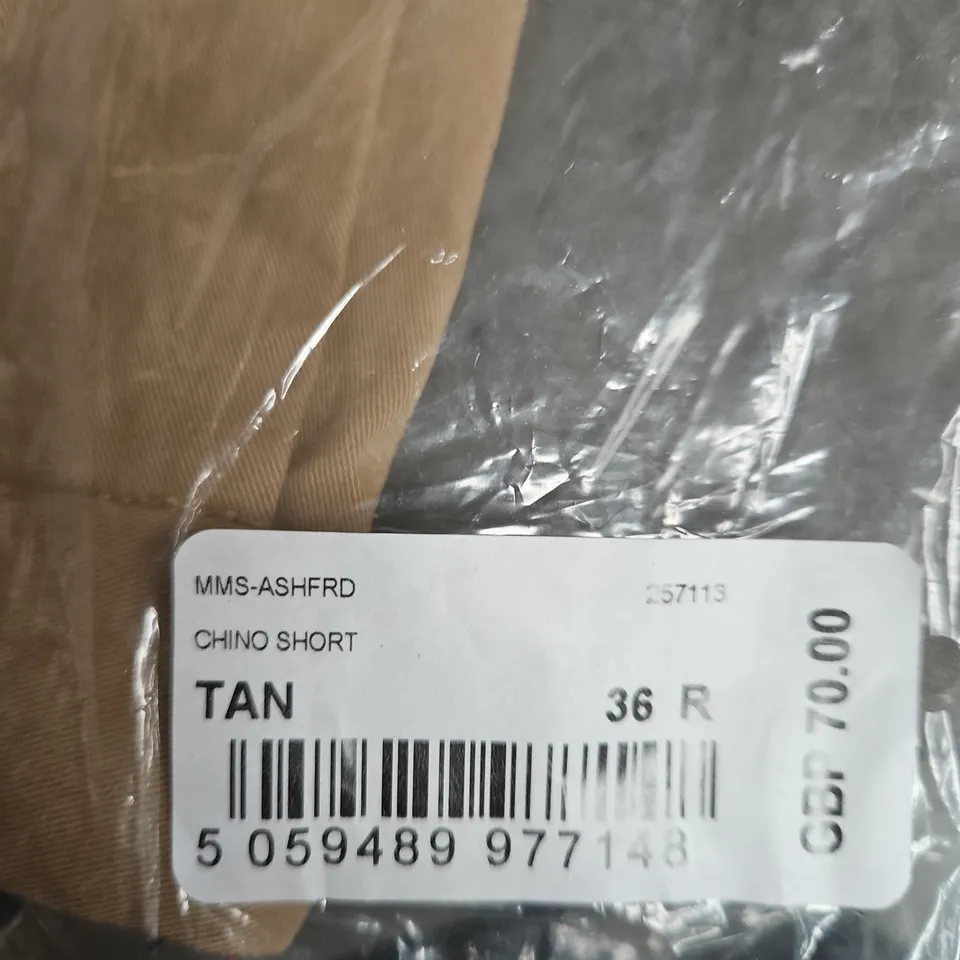 MMS-ASHFRD 257113
CHINO SHORT
TAN 36 R
5 059489 977148
GBP 70.00